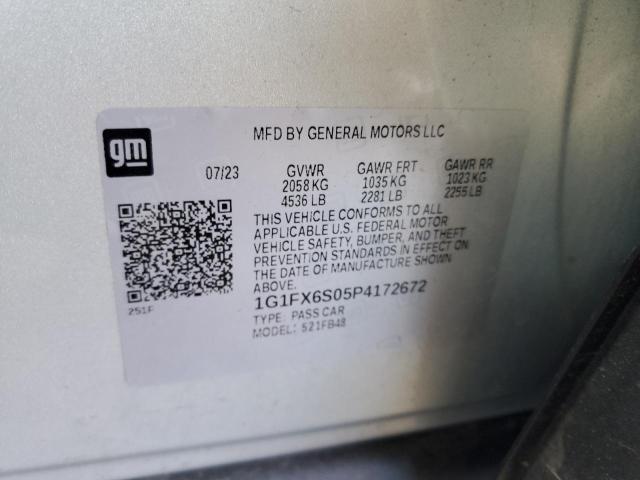 gm
MFD BY GENERAL MOTORS LLC
07/23 GVWR GAWR FRT GAWR RR
2058 KG 1035 KG 1023 KG
4536 LB 2281 LB 2255 LB
THIS VEHICLE CONFORMS TO ALL
APPLICABLE U.S. FEDERAL MOTOR
VEHICLE SAFETY, BUMPER, AND THEFT
PREVENTION STANDARDS IN EFFECT ON
THE DATE OF MANUFACTURE SHOWN
ABOVE.
1G1FX6S05P4172672
TYPE: PASS CAR
MODEL: 521FB48
251F